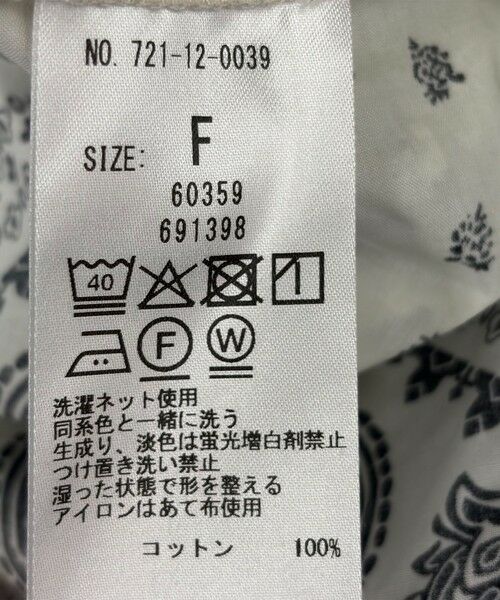 NO. 721-12-0039
SIZE: F
60359
691398
40
F W
洗濯ネット使用
同系色と一緒に洗う
生成り、淡色は蛍光増白剤禁止
つけ置き洗い禁止
湿った状態で形を整える
アイロンはあて布使用
コットン 100%